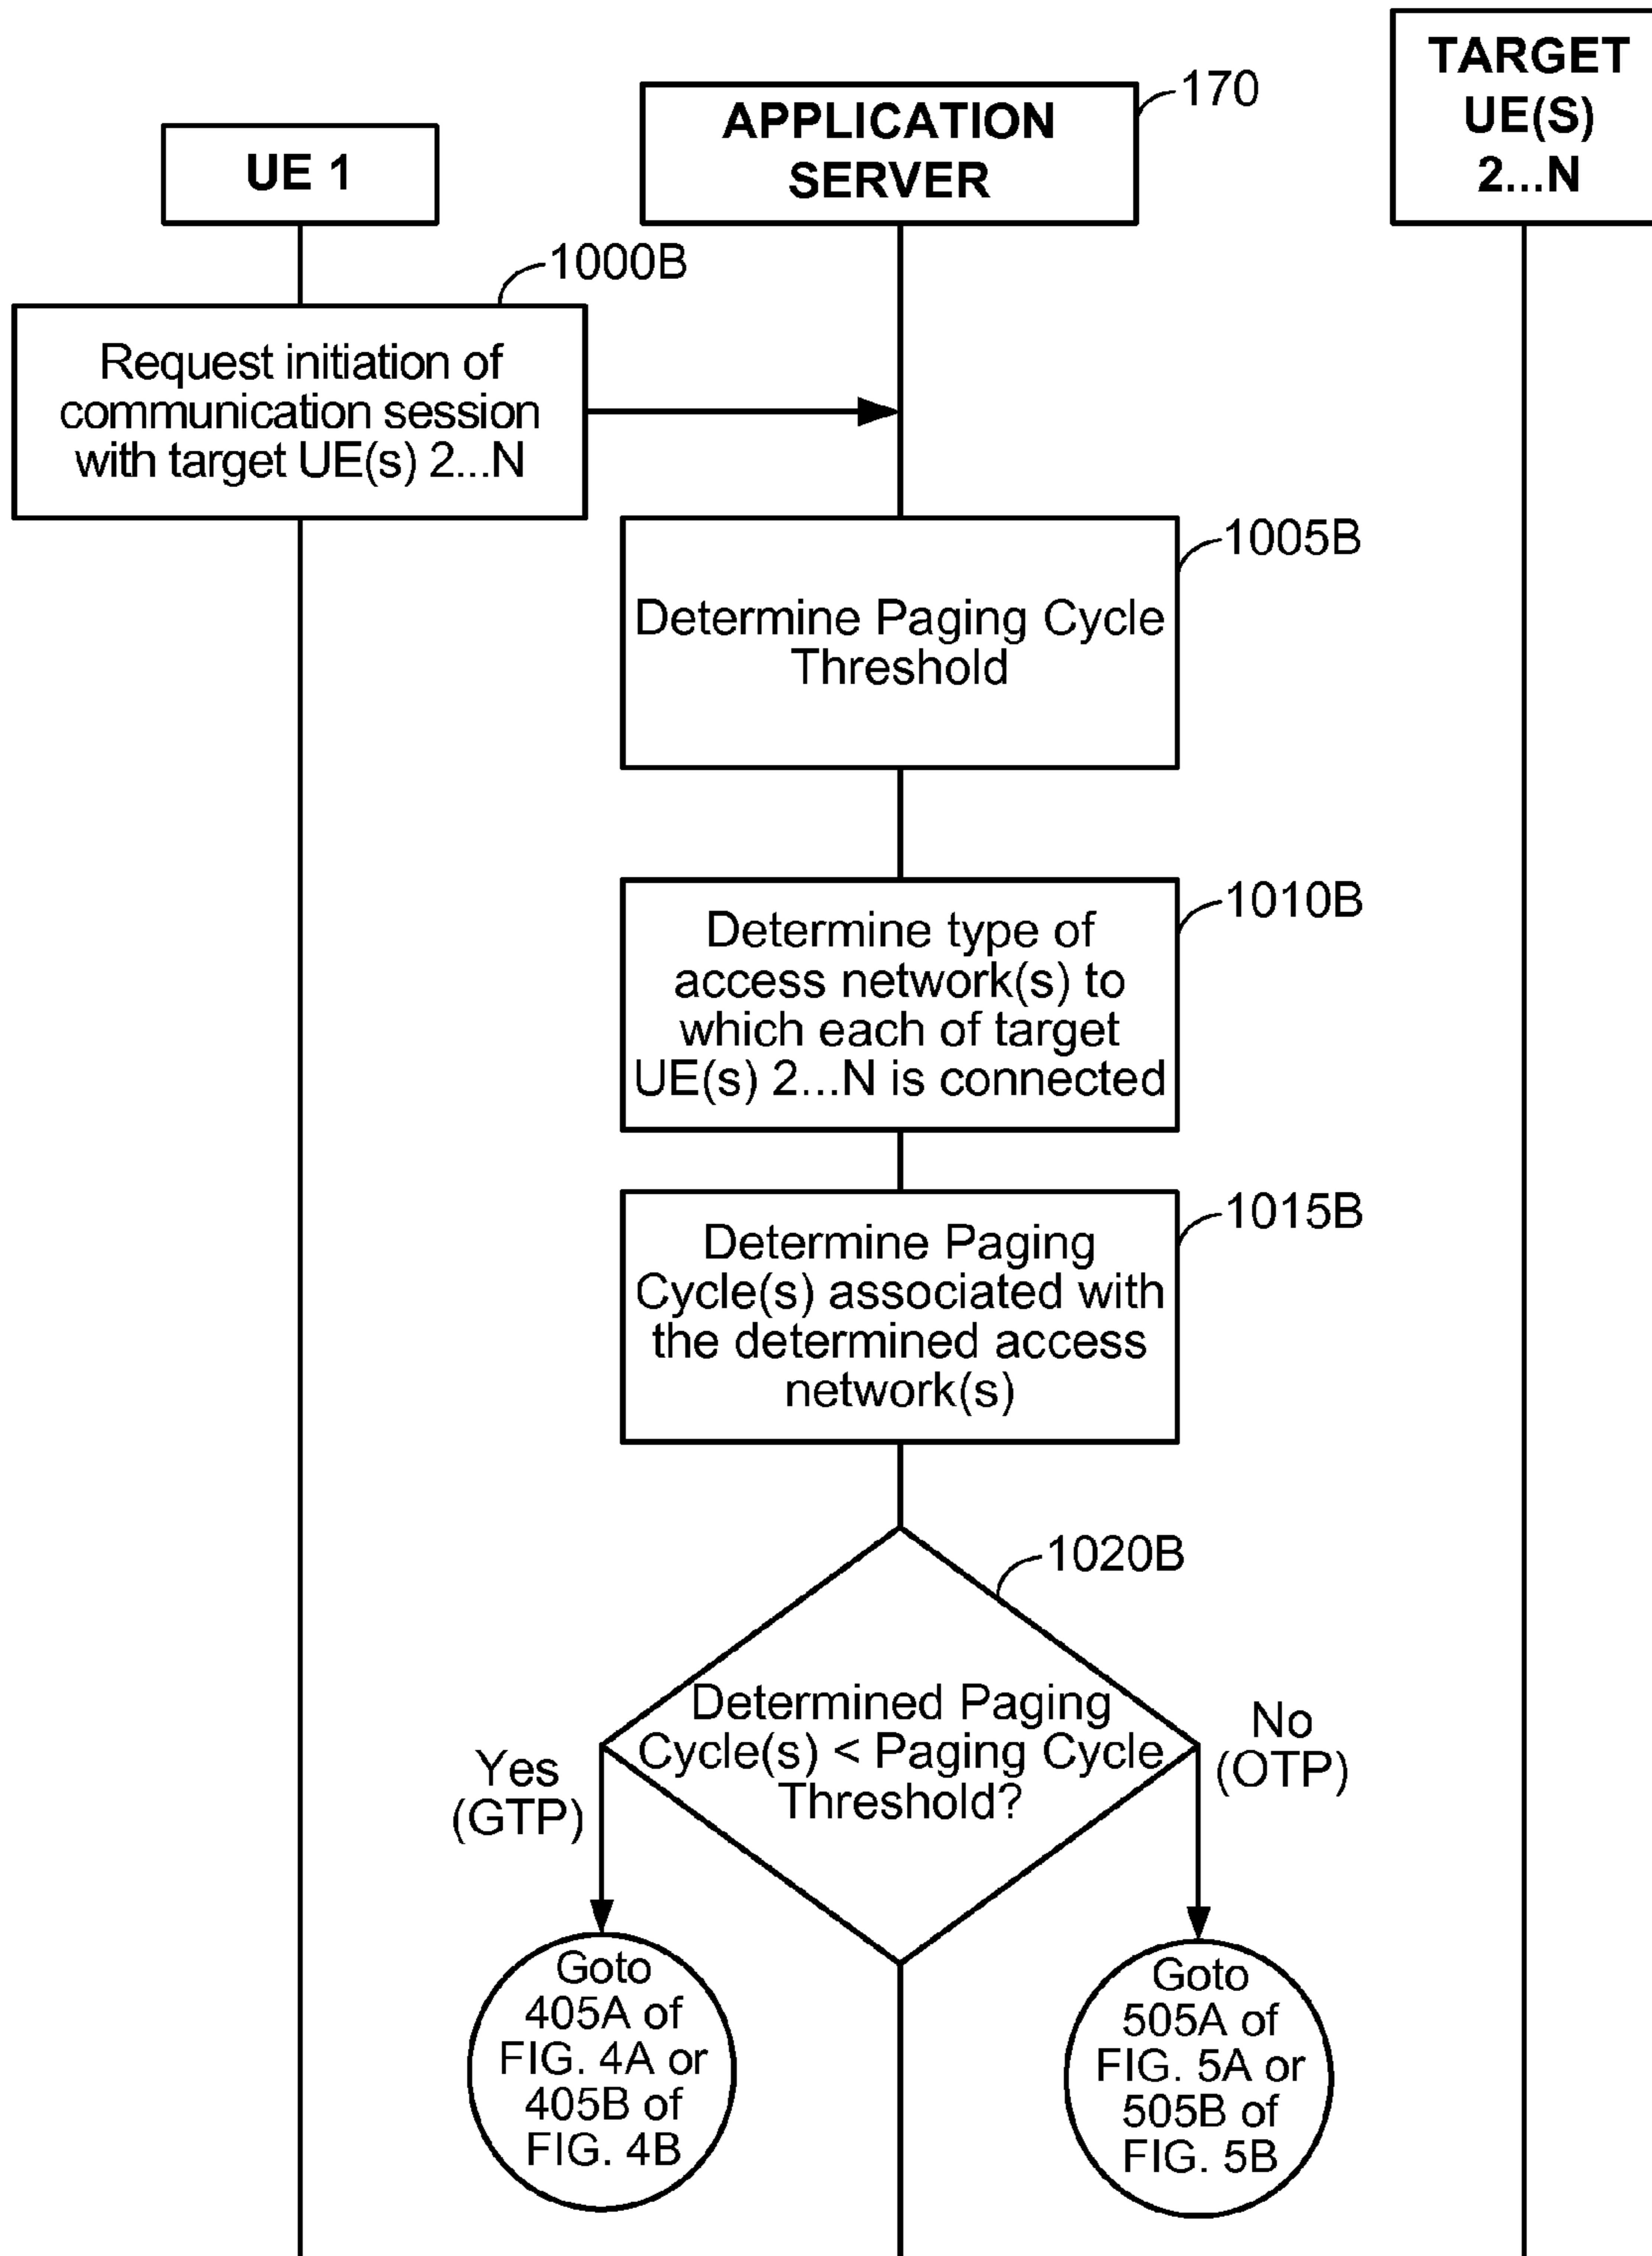 UE 1
APPLICATION
SERVER
170
TARGET
UE(S)
2...N
1000B
Request initiation of
communication session
with target UE(s) 2...N
1005B
Determine Paging Cycle
Threshold
1010B
Determine type of
access network(s) to
which each of target
UE(s) 2...N is connected
1015B
Determine Paging
Cycle(s) associated with
the determined access
network(s)
1020B
Determined Paging
Cycle(s) < Paging Cycle
Threshold?
Yes
(GTP)
No
(OTP)
Goto
405A of
FIG. 4A or
405B of
FIG. 4B
Goto
505A of
FIG. 5A or
505B of
FIG. 5B